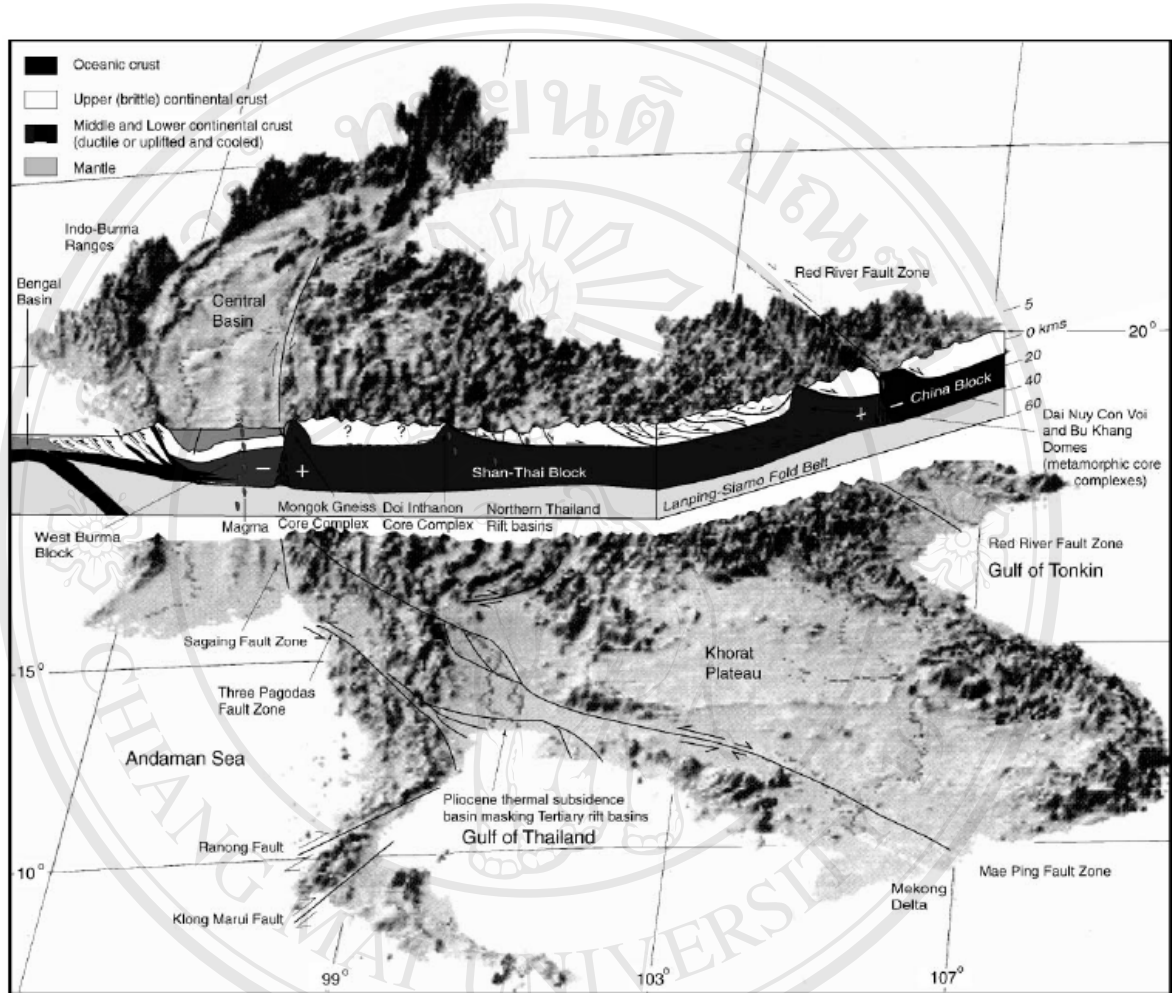 Oceanic crust
Upper (brittle) continental crust
Middle and Lower continental crust
(ductile or uplifted and cooled)
Mantle
Indo-Burma
Ranges
Bengal
Basin
Central
Basin
Red River Fault Zone
5
0 kms
20
40
60
20°
China Block
+
−
Dai Nuy Con Voi
and Bu Khang
Domes
(metamorphic core
complexes)
?
?
−
+
Shan-Thai Block
Lanping-Siamo Fold Belt
West Burma
Block
Magma
Mongok Gneiss
Core Complex
Doi Inthanon
Core Complex
Northern Thailand
Rift basins
Red River Fault Zone
Gulf of Tonkin
Sagaing Fault Zone
15°
Three Pagodas
Fault Zone
Khorat
Plateau
Andaman Sea
Pliocene thermal subsidence
basin masking Tertiary rift basins
Gulf of Thailand
Ranong Fault
10°
Klong Marui Fault
Mae Ping Fault Zone
Mekong
Delta
99°
103°
107°
CHIANG MAI UNIVERSITY